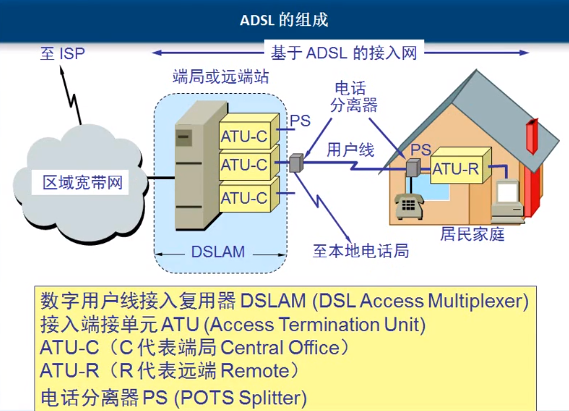 ADSL 的组成
至 ISP
基于 ADSL 的接入网
端局或远端站
电话
分离器
PS
ATU-C
ATU-C
ATU-C
用户线
PS
ATU-R
区域宽带网
DSLAM
至本地电话局
居民家庭
数字用户线接入复用器 DSLAM (DSL Access Multiplexer)
接入端接单元 ATU (Access Termination Unit)
ATU-C（C 代表端局 Central Office）
ATU-R（R 代表远端 Remote）
电话分离器 PS (POTS Splitter)